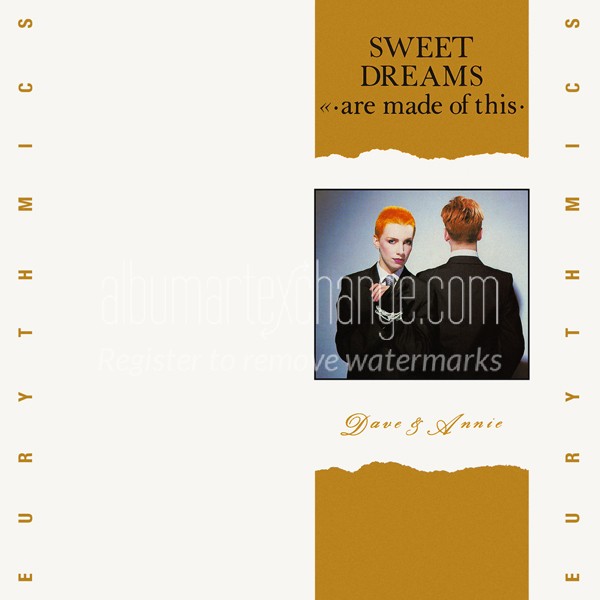 EURYTHMICS
SWEET
DREAMS
«·are made of this·
albumartexchange.com
Register to remove watermarks
Dave & Annie
EURYTHMICS